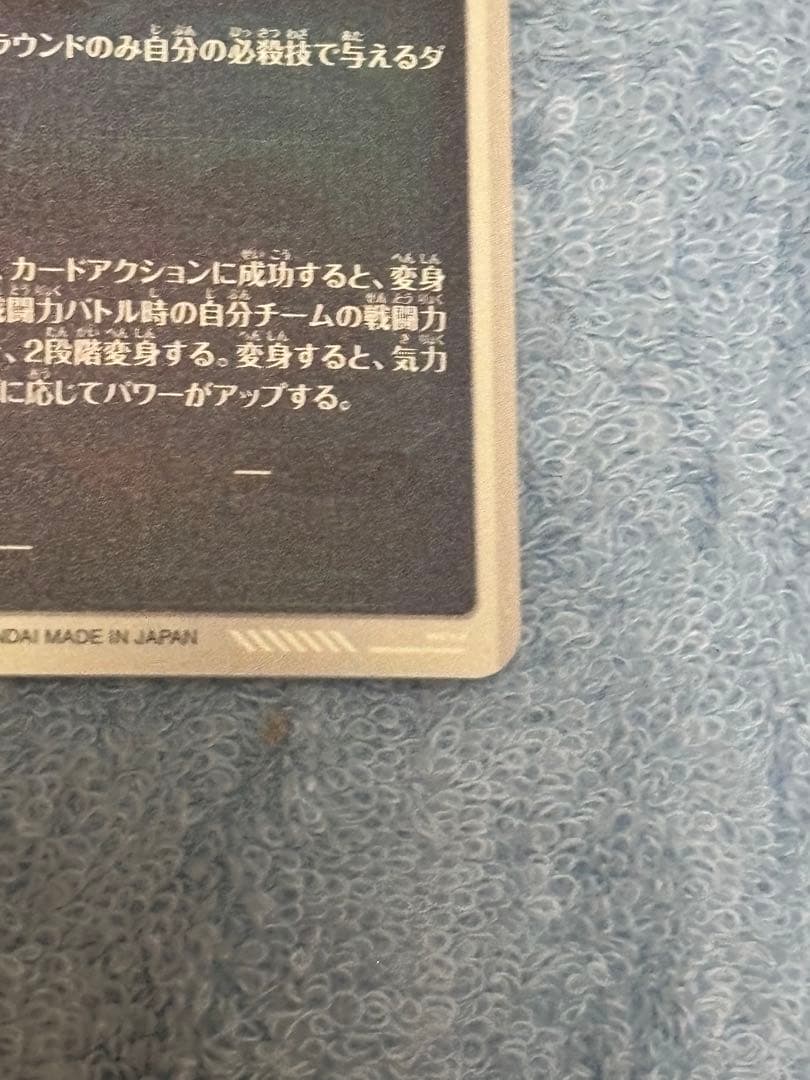 ラウンドのみ自分の必殺技で与えるダ
、カードアクションに成功すると、変身
戦闘力バトル時の自分チームの戦闘力
、2段階変身する。変身すると、気力
に応じてパワーがアップする。
NDAI MADE IN JAPAN